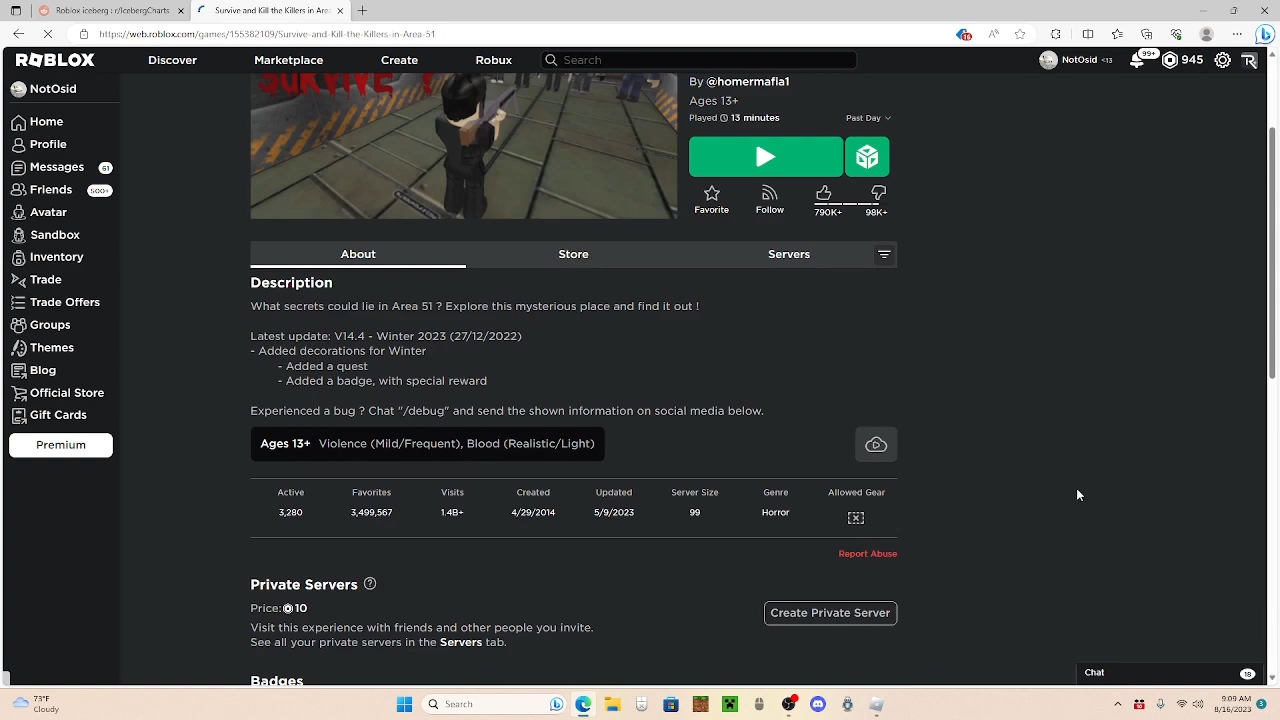 Roblox iceberg : r/IcebergCharts
Survive and Kill the Killers in Area
https://web.roblox.com/games/155382109/Survive-and-Kill-the-Killers-in-Area-51
16
ROBLOX
Discover
Marketplace
Create
Robux
Search
NotOsid <13
99+
945
NotOsid
Home
Profile
Messages 61
Friends 500+
Avatar
Sandbox
Inventory
Trade
Trade Offers
Groups
Themes
Blog
Official Store
Gift Cards
Premium
SURVIVE
By @homermafia1
Ages 13+
Played 13 minutes
Past Day
Favorite
Follow
790K+
98K+
About
Store
Servers
Description
What secrets could lie in Area 51 ? Explore this mysterious place and find it out !
Latest update: V14.4 - Winter 2023 (27/12/2022)
- Added decorations for Winter
- Added a quest
- Added a badge, with special reward
Experienced a bug ? Chat "/debug" and send the shown information on social media below.
Ages 13+ Violence (Mild/Frequent), Blood (Realistic/Light)
Active Favorites Visits Created Updated Server Size Genre Allowed Gear
3,280 3,499,567 1.4B+ 4/29/2014 5/9/2023 99 Horror
Report Abuse
Private Servers
Price: 10
Create Private Server
Visit this experience with friends and other people you invite.
See all your private servers in the Servers tab.
Badges
Chat 18
73°F
Cloudy
Search
9:09 AM
5/10/2023
3